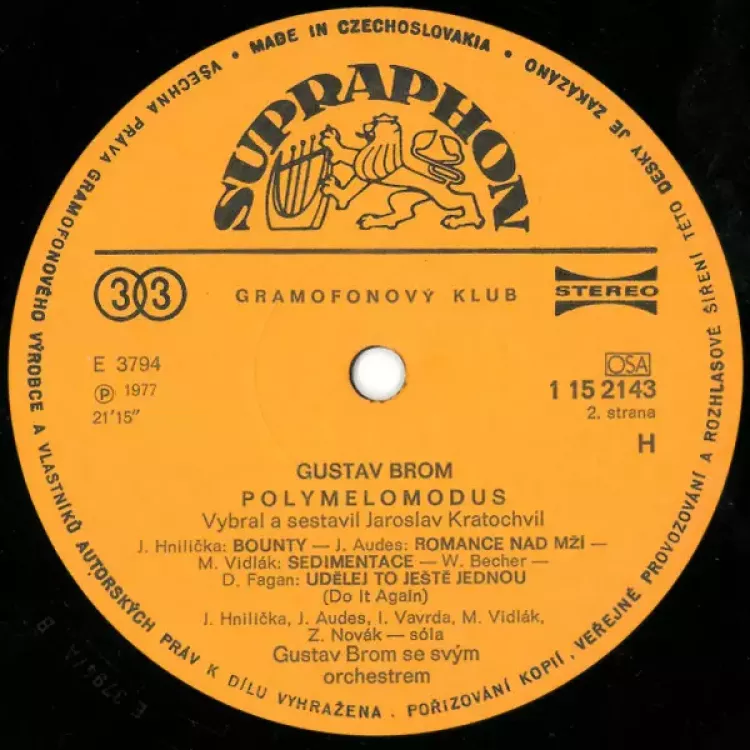 MADE IN CZECHOSLOVAKIA
VŠECHNA PRÁVA GRAMOFONOVÉHO VÝROBCE A VLASTNÍKŮ AUTORSKÝCH PRÁV K DÍLU VYHRAŽENA . POŘIZOVÁNÍ KOPIÍ, VEŘEJNÉ PROVOZOVÁNÍ A ROZHLASOVÉ ŠÍŘENÍ TÉTO DESKY JE ZAKÁZÁNO
SUPRAPHON
33
GRAMOFONOVÝ KLUB
STEREO
E 3794
Ⓟ 1977
21'15"
OSA
1 15 2143
2. strana
H
GUSTAV BROM
POLYMELOMODUS
Vybral a sestavil Jaroslav Kratochvil
J. Hnilička: BOUNTY — J. Audes: ROMANCE NAD MŽÍ —
M. Vidlák: SEDIMENTACE — W. Becher —
D. Fagan: UDĚLEJ TO JEŠTĚ JEDNOU
(Do It Again)
J. Hnilička, J. Audes, I. Vavrda, M. Vidlák,
Z. Novák — sóla
Gustav Brom se svým
orchestrem
E 3794/A B